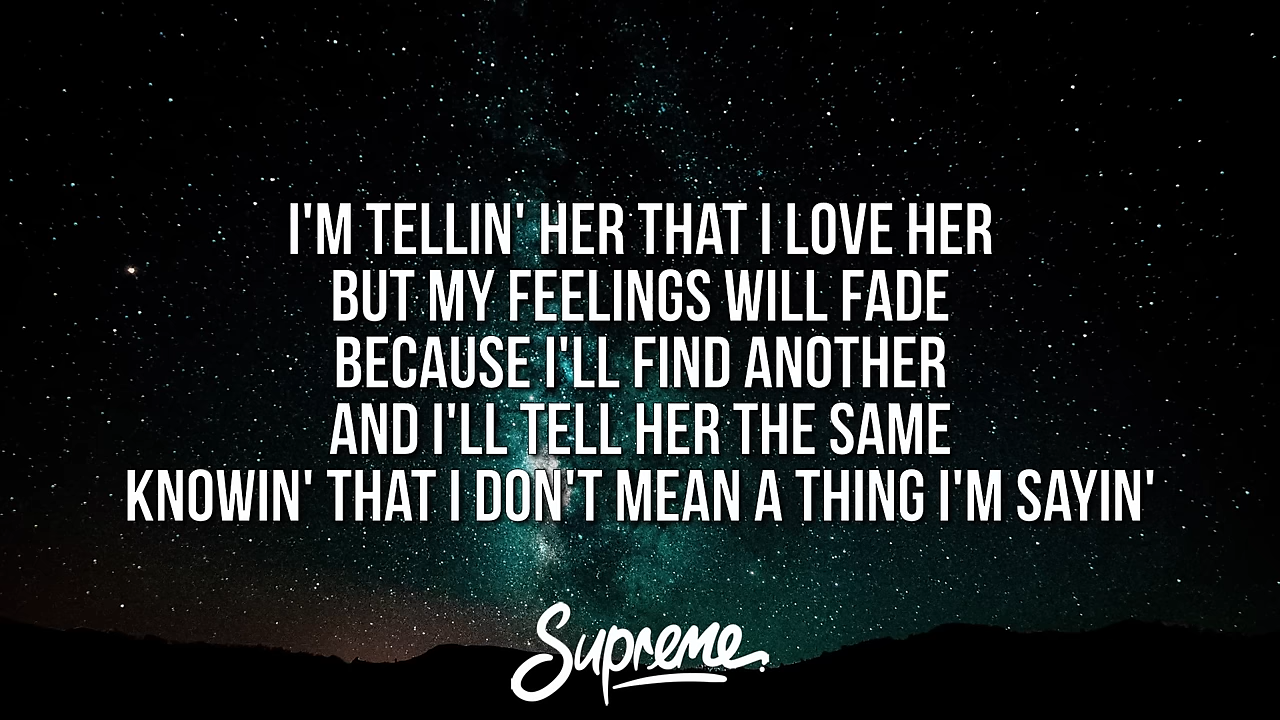 I'M TELLIN' HER THAT I LOVE HER
BUT MY FEELINGS WILL FADE
BECAUSE I'LL FIND ANOTHER
AND I'LL TELL HER THE SAME
KNOWIN' THAT I DON'T MEAN A THING I'M SAYIN'
Supreme.